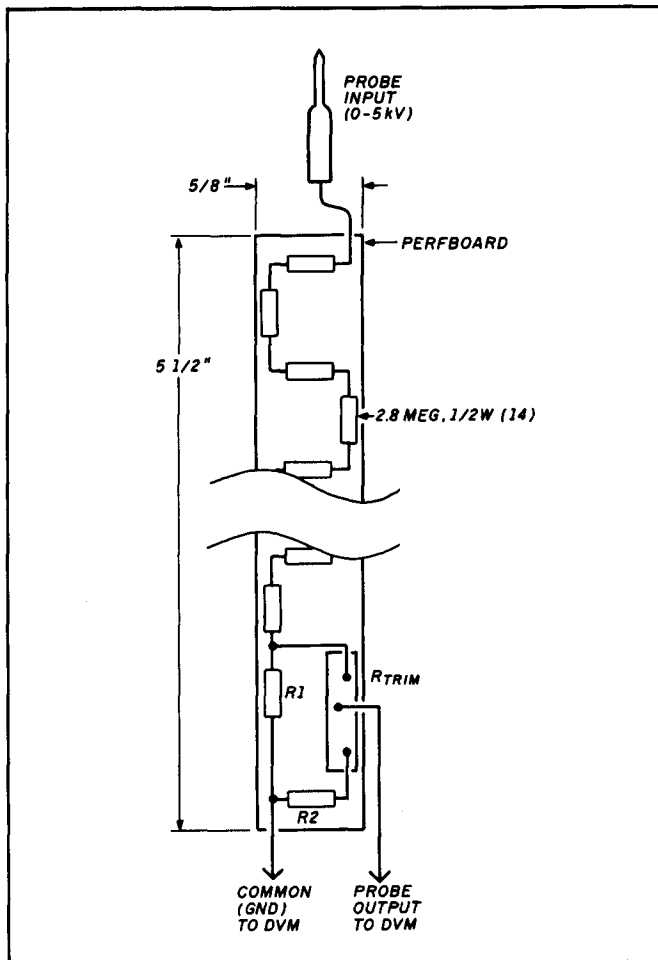 PROBE
INPUT
(0-5kV)
5/8"
PERFBOARD
5 1/2"
2.8 MEG, 1/2W (14)
RTRIM
R1
R2
COMMON
(GND)
TO DVM
PROBE
OUTPUT
TO DVM